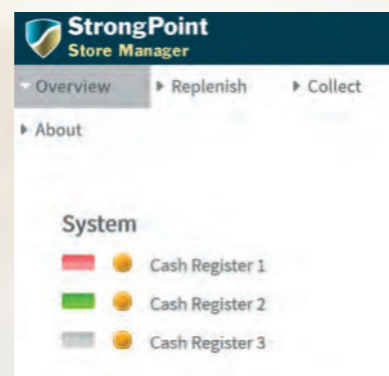 StrongPoint
Store Manager
Overview Replenish Collect
About
System
Cash Register 1
Cash Register 2
Cash Register 3